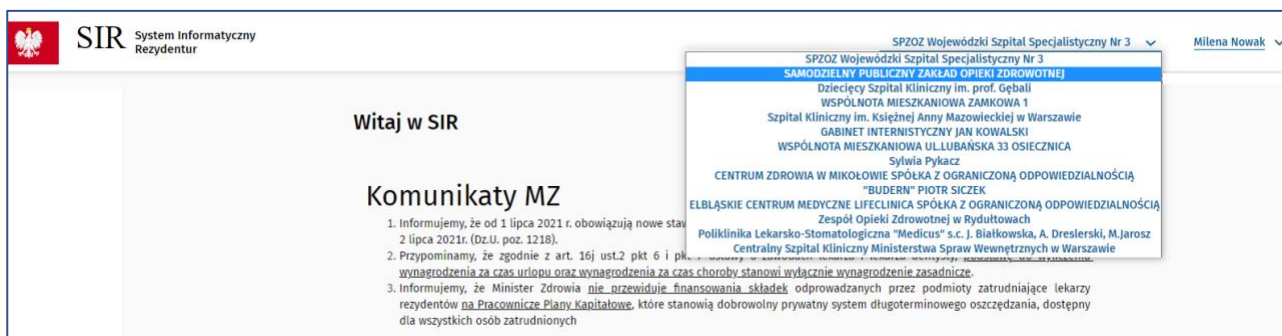 SIR System Informatyczny
Rezydentur
SPZOZ Wojewódzki Szpital Specjalistyczny Nr 3
Milena Nowak
SPZOZ Wojewódzki Szpital Specjalistyczny Nr 3
SAMODZIELNY PUBLICZNY ZAKŁAD OPIEKI ZDROWOTNEJ
Dziecięcy Szpital Kliniczny im. prof. Gębali
WSPÓLNOTA MIESZKANIOWA ZAMKOWA 1
Szpital Kliniczny im. Księżnej Anny Mazowieckiej w Warszawie
GABINET INTERNISTYCZNY JAN KOWALSKI
WSPÓLNOTA MIESZKANIOWA UL.LUBAŃSKA 33 OSIECZNICA
Sylwia Pykacz
CENTRUM ZDROWIA W MIKOŁOWIE SPÓŁKA Z OGRANICZONĄ ODPOWIEDZIALNOŚCIĄ
"BUDERN" PIOTR SICZEK
ELBLĄSKIE CENTRUM MEDYCZNE LIFECLINICA SPÓŁKA Z OGRANICZONĄ ODPOWIEDZIALNOŚCIĄ
Zespół Opieki Zdrowotnej w Rydułtowach
Poliklinika Lekarsko-Stomatologiczna "Medicus" s.c. J. Białkowska, A. Dreslerski, M.Jarosz
Centralny Szpital Kliniczny Ministerstwa Spraw Wewnętrznych w Warszawie
Witaj w SIR
Komunikaty MZ
1. Informujemy, że od 1 lipca 2021 r. obowiązują nowe
2 lipca 2021r. (Dz.U. poz. 1218).
2. Przypominamy, że zgodnie z art. 16j ust.2 pkt 6 i
wynagrodzenia za czas urlopu oraz wynagrodzenia za czas choroby stanowi wyłącznie wynagrodzenie zasadnicze.
3. Informujemy, że Minister Zdrowia nie przewiduje finansowania składek odprowadzanych przez podmioty zatrudniające lekarzy
rezydentów na Pracownicze Plany Kapitałowe, które stanowią dobrowolny prywatny system długoterminowego oszczędzania, dostępny
dla wszystkich osób zatrudnionych